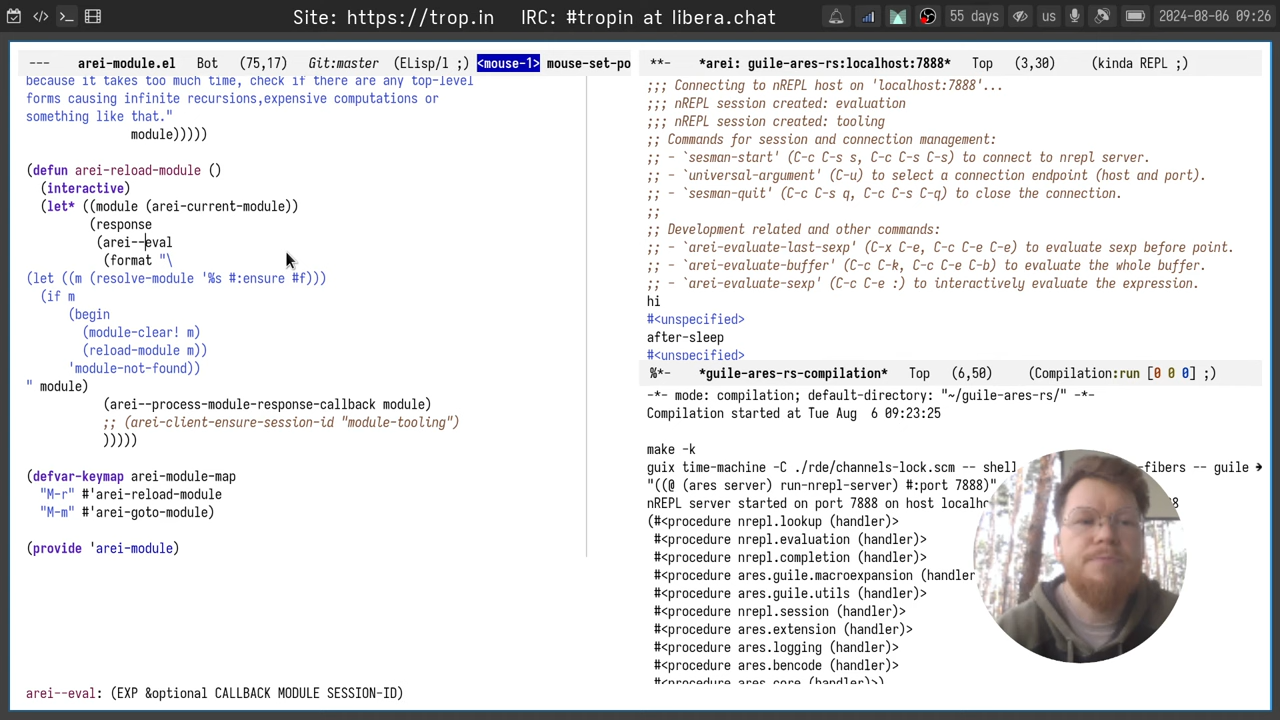 Site: https://trop.in IRC: #tropin at libera.chat
55 days
us
2024-08-06 09:26
--- arei-module.el Bot (75,17) Git:master (ELisp/l ;) <mouse-1> mouse-set-po
because it takes too much time, check if there are any top-level
forms causing infinite recursions,expensive computations or
something like that."
module)))))
(defun arei-reload-module ()
(interactive)
(let* ((module (arei-current-module))
(response
(arei--eval
(format "\
(let ((m (resolve-module '%s #:ensure #f)))
(if m
(begin
(module-clear! m)
(reload-module m))
'module-not-found))
" module)
(arei--process-module-response-callback module)
;; (arei-client-ensure-session-id "module-tooling")
)))))
(defvar-keymap arei-module-map
"M-r" #'arei-reload-module
"M-m" #'arei-goto-module)
(provide 'arei-module)
arei--eval: (EXP &optional CALLBACK MODULE SESSION-ID)
**- *arei: guile-ares-rs:localhost:7888* Top (3,30) (kinda REPL ;)
;;; Connecting to nREPL host on 'localhost:7888'...
;;; nREPL session created: evaluation
;;; nREPL session created: tooling
;; Commands for session and connection management:
;; - `sesman-start' (C-c C-s s, C-c C-s C-s) to connect to nrepl server.
;; - `universal-argument' (C-u) to select a connection endpoint (host and port).
;; - `sesman-quit' (C-c C-s q, C-c C-s C-q) to close the connection.
;;
;; Development related and other commands:
;; - `arei-evaluate-last-sexp' (C-x C-e, C-c C-e C-e) to evaluate sexp before point.
;; - `arei-evaluate-buffer' (C-c C-k, C-c C-e C-b) to evaluate the whole buffer.
;; - `arei-evaluate-sexp' (C-c C-e :) to interactively evaluate the expression.
hi
#<unspecified>
after-sleep
#<unspecified>
%*- *guile-ares-rs-compilation* Top (6,50) (Compilation:run [0 0 0] ;)
-*- mode: compilation; default-directory: "~/guile-ares-rs/" -*-
Compilation started at Tue Aug 6 09:23:25
make -k
guix time-machine -C ./rde/channels-lock.scm -- shell -fibers -- guile
"((@ (ares server) run-nrepl-server) #:port 7888)"
nREPL server started on port 7888 on host localho
(#<procedure nrepl.lookup (handler)>
#<procedure nrepl.evaluation (handler)>
#<procedure nrepl.completion (handler)>
#<procedure ares.guile.macroexpansion (handler
#<procedure ares.guile.utils (handler)>
#<procedure nrepl.session (handler)>
#<procedure ares.extension (handler)>
#<procedure ares.logging (handler)>
#<procedure ares.bencode (handler)>
#<procedure ares.core (handler)>)